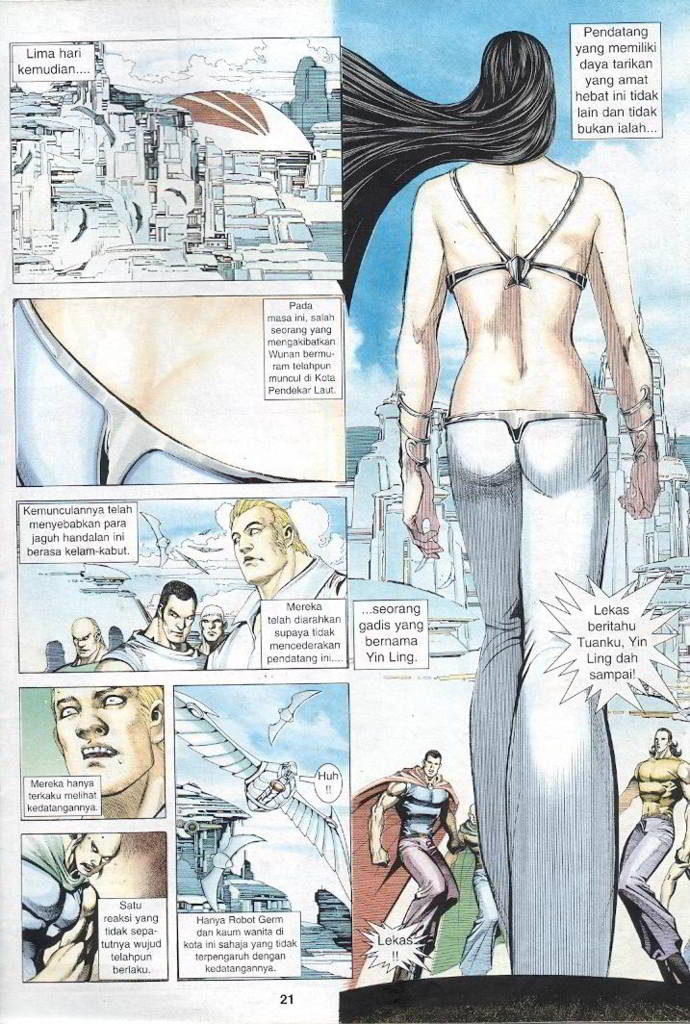 Lima hari
kemudian....
Pendatang
yang memiliki
daya tarikan
yang amat
hebat ini tidak
lain dan tidak
bukan ialah...
Pada
masa ini, salah
seorang yang
mengakibatkan
Wunan bermu-
ram telahpun
muncul di Kota
Pendekar Laut.
Kemunculannya telah
menyebabkan para
jaguh handalan ini
berasa kelam-kabut.
Mereka
telah diarahkan
supaya tidak
mencederakan
pendatang ini....
...seorang
gadis yang
bernama
Yin Ling.
Lekas
beritahu
Tuanku, Yin
Ling dah
sampai!
Mereka hanya
terkaku melihat
kedatangannya.
Huh
!!
Satu
reaksi yang
tidak sepa-
tutnya wujud
telahpun
berlaku.
Hanya Robot Germ
dan kaum wanita di
kota ini sahaja yang tidak
terpengaruh dengan
kedatangannya.
Lekas
!!
21